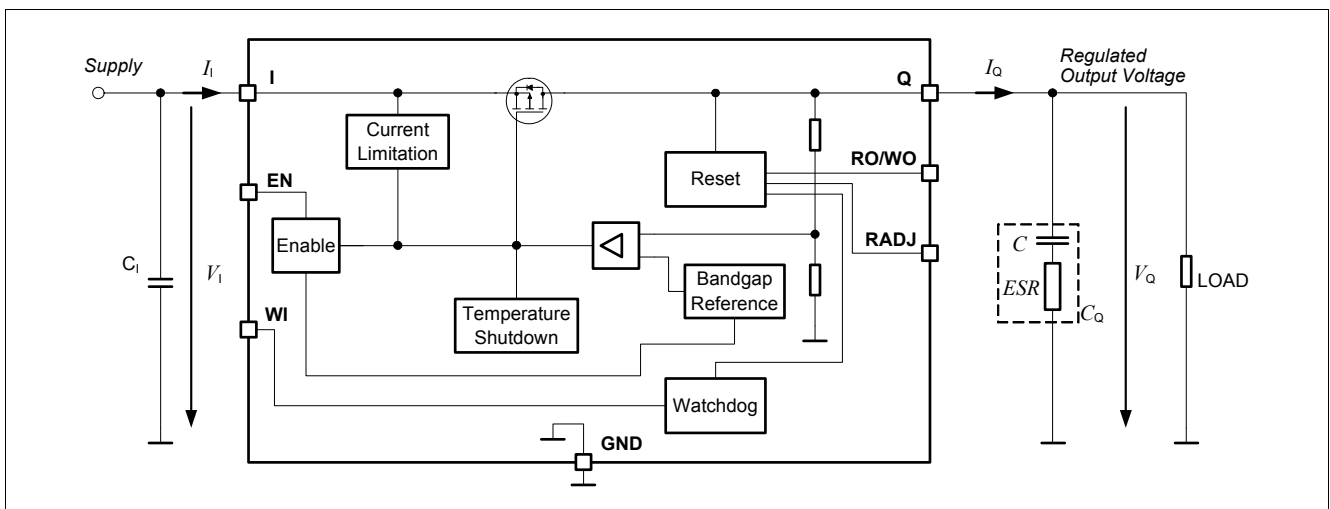 Supply
I_I
I
Q
I_Q
Regulated
Output Voltage
Current
Limitation
RO/WO
Reset
EN
RADJ
Enable
C
C_I
V_I
Bandgap
Reference
V_Q
ESR
LOAD
WI
Temperature
Shutdown
C_Q
Watchdog
GND